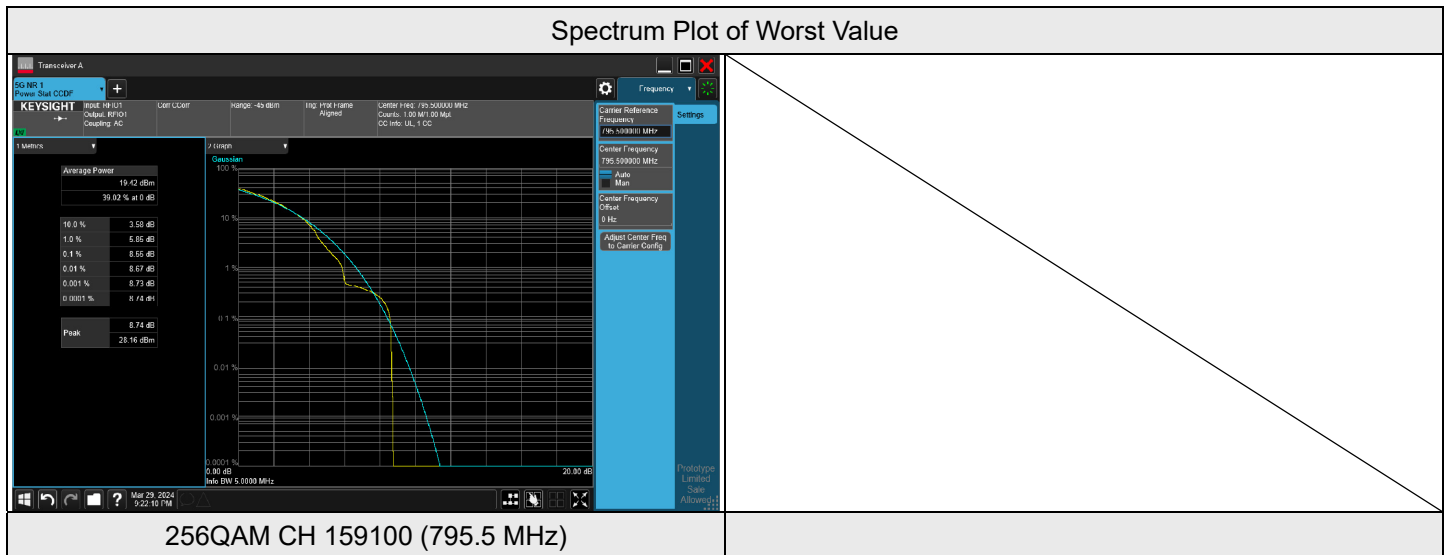 Spectrum Plot of Worst Value
Transceiver A
5G NR 1
Power Stat CCDF
Frequency
KEYSIGHT
Input: RFIO1
Output: RFIO1
Coupling: AC
Corr CCorr
Range: -45 dBm
Trig: Prot Frame
Aligned
Center Freq: 795.500000 MHz
Counts: 1.00 M/1.00 Mpt
CC Info: UL, 1 CC
Carrier Reference
Frequency
795.500000 MHz
Settings
Center Frequency
795.500000 MHz
Auto
Man
Center Frequency
Offset
0 Hz
Adjust Center Freq
to Carrier Config
1 Metrics
Average Power
19.42 dBm
39.02 % at 0 dB
10.0 % 3.58 dB
1.0 % 5.86 dB
0.1 %
0.01 % 8.67 dB
0.001 % 8.73 dB
0.0001 % 8.74 dB
Peak
8.74 dB
28.16 dBm
2 Graph
Gaussian
100 %
10 %
1 %
0.1 %
0.01 %
0.001 %
0.0001 %
0.00 dB
20.00 dB
Info BW 5.0000 MHz
Prototype
Limited
Sale
Allowed
Mar 29, 2024
9:22:10 PM
256QAM CH 159100 (795.5 MHz)